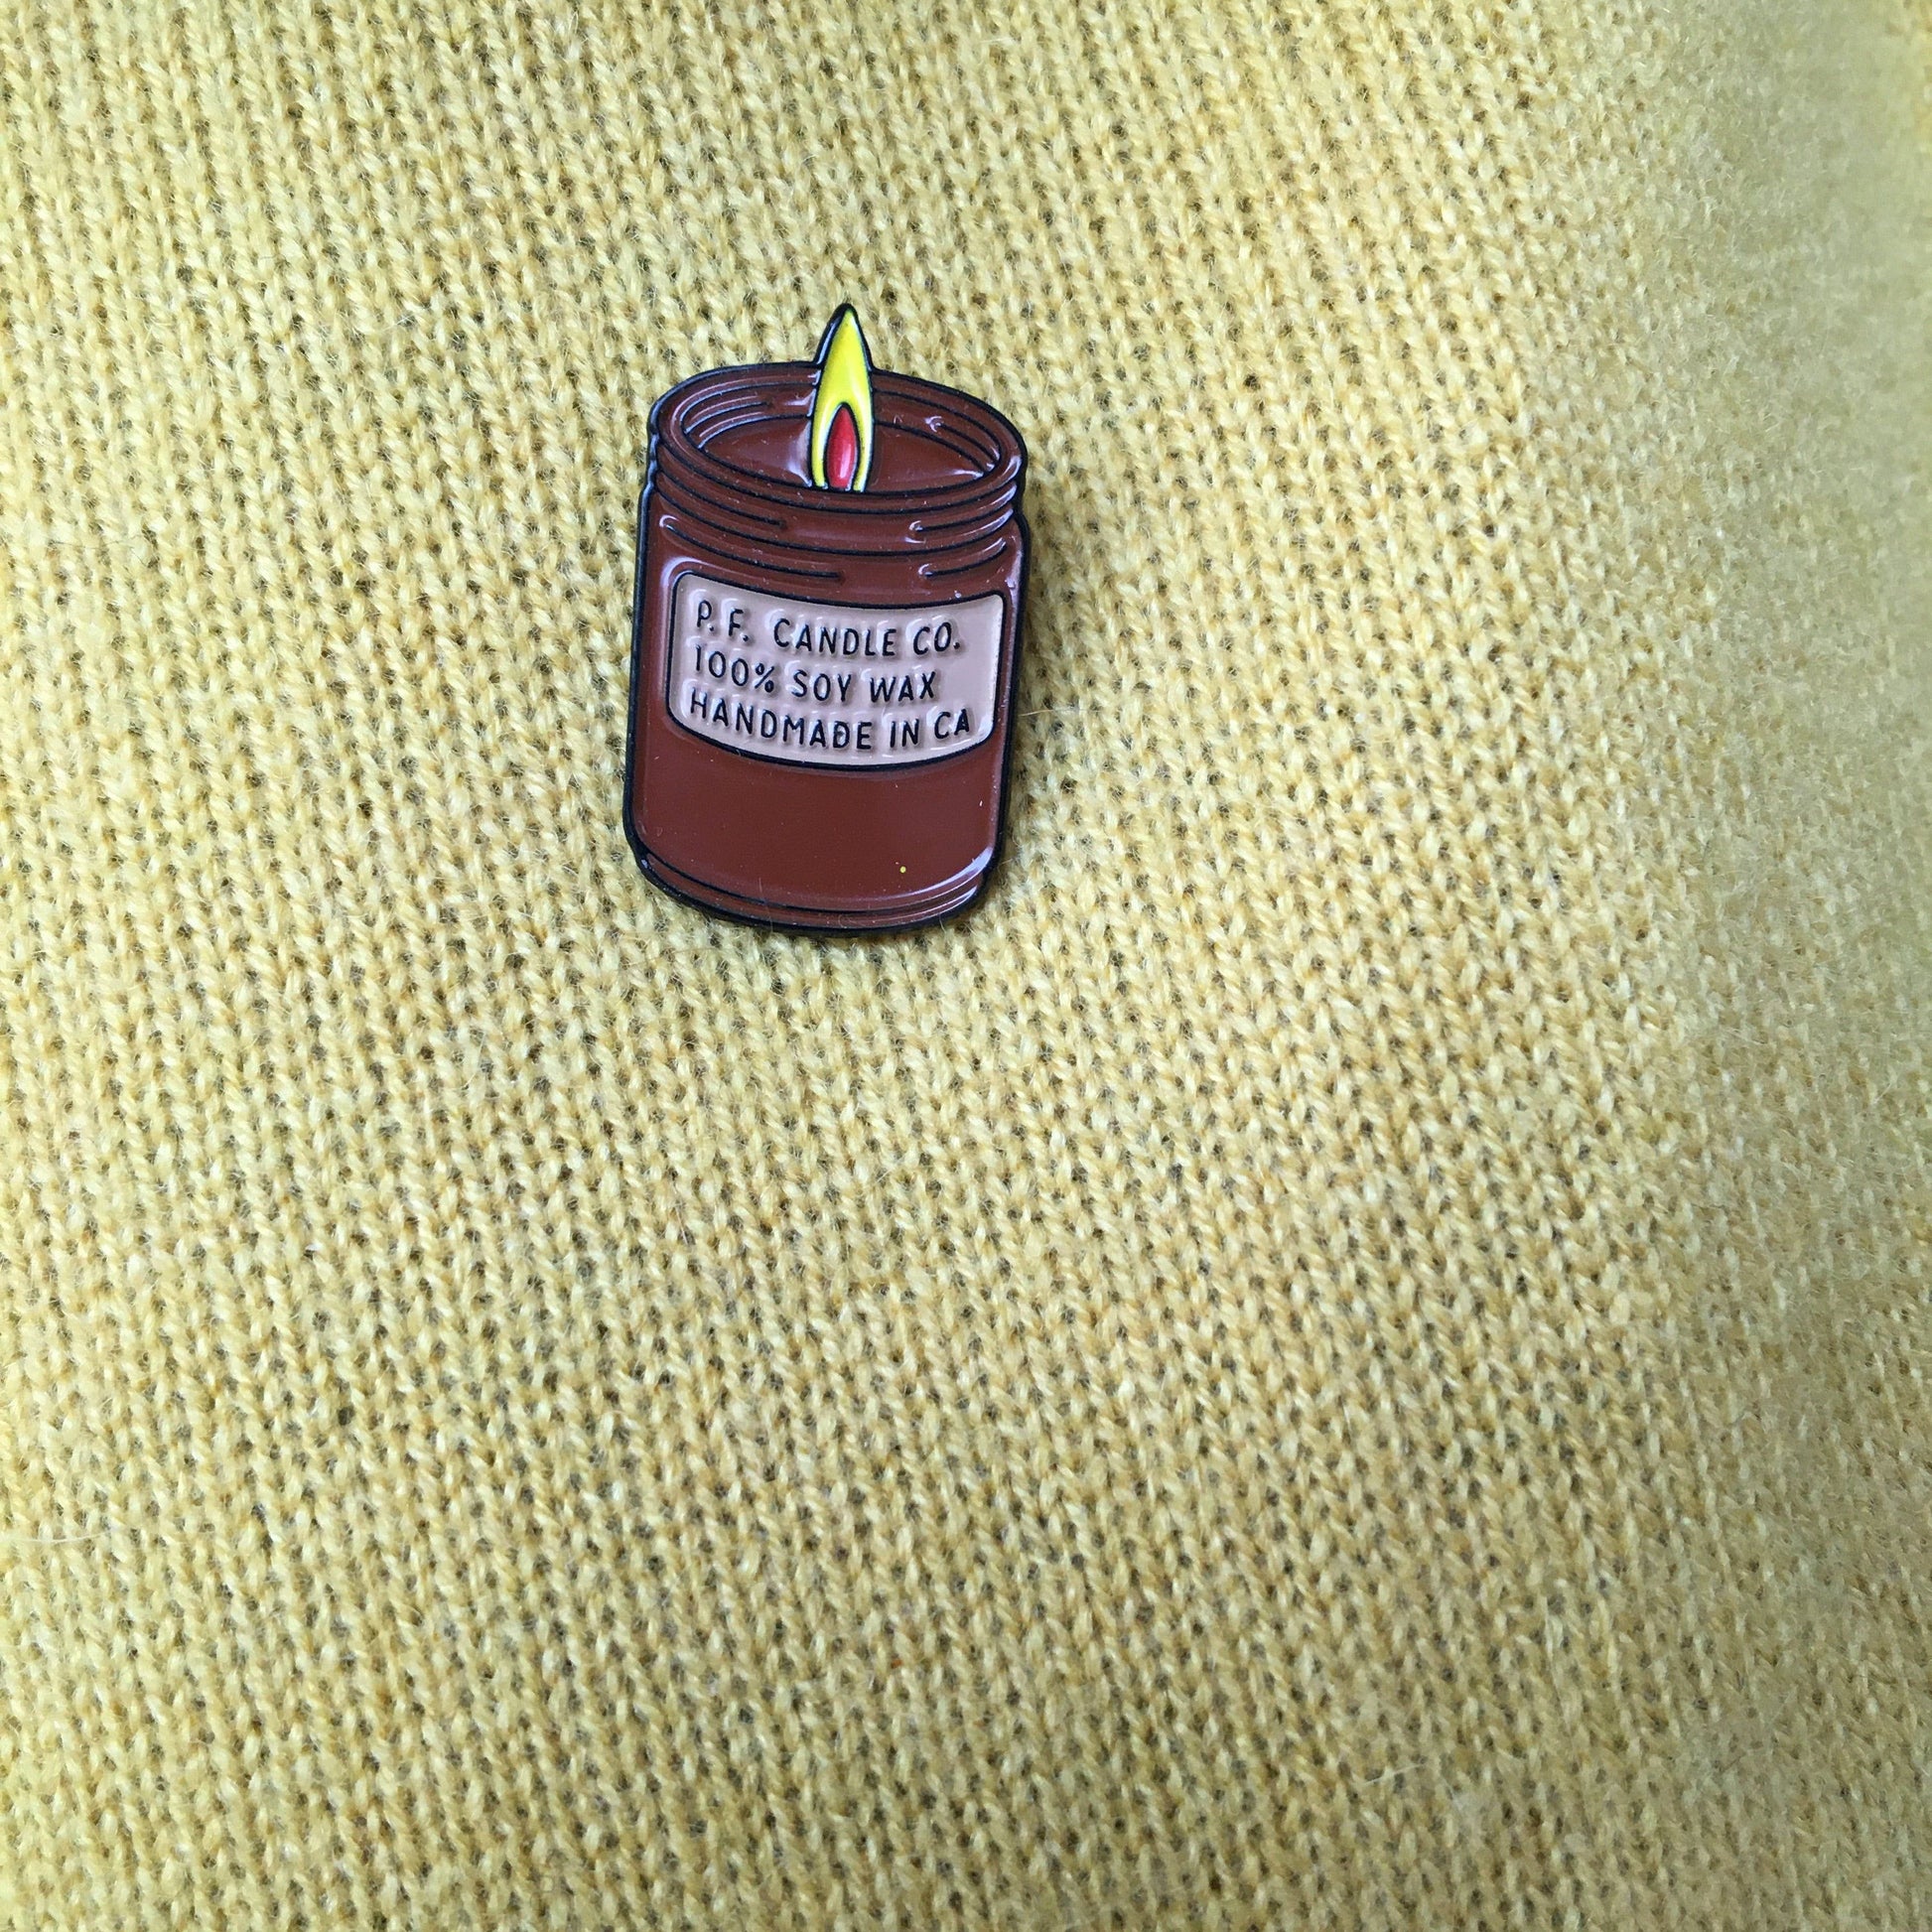 P. F. CANDLE CO.
100% SOY WAX
HANDMADE IN CA